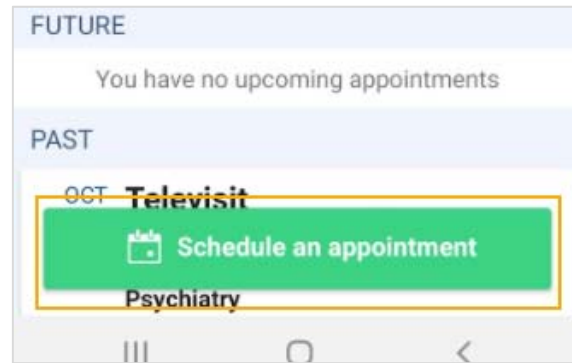 FUTURE
You have no upcoming appointments
PAST
OCT Televisit
Schedule an appointment
Psychiatry